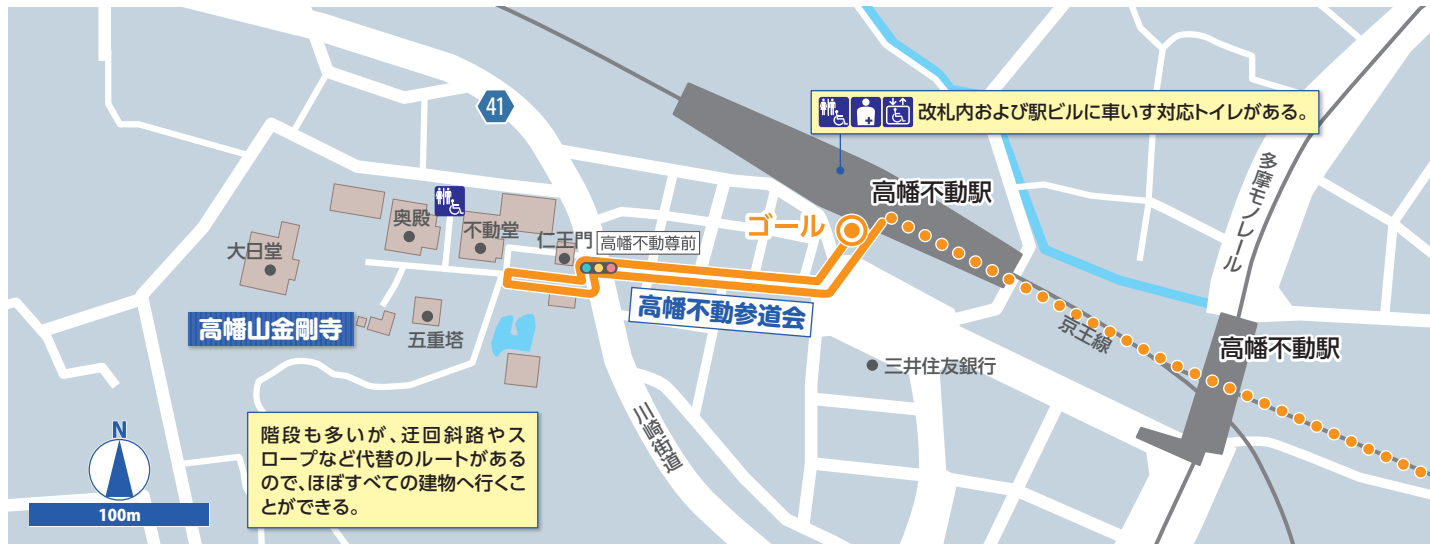 41
改札内および駅ビルに車いす対応トイレがある。
多摩モノレール
高幡不動駅
ゴール
奥殿
不動堂
仁王門
高幡不動尊前
大日堂
高幡不動参道会
高幡山金剛寺
五重塔
京王線
高幡不動駅
三井住友銀行
川崎街道
階段も多いが、迂回斜路やス
ロープなど代替のルートがある
ので、ほぼすべての建物へ行くこ
とができる。
N
100m